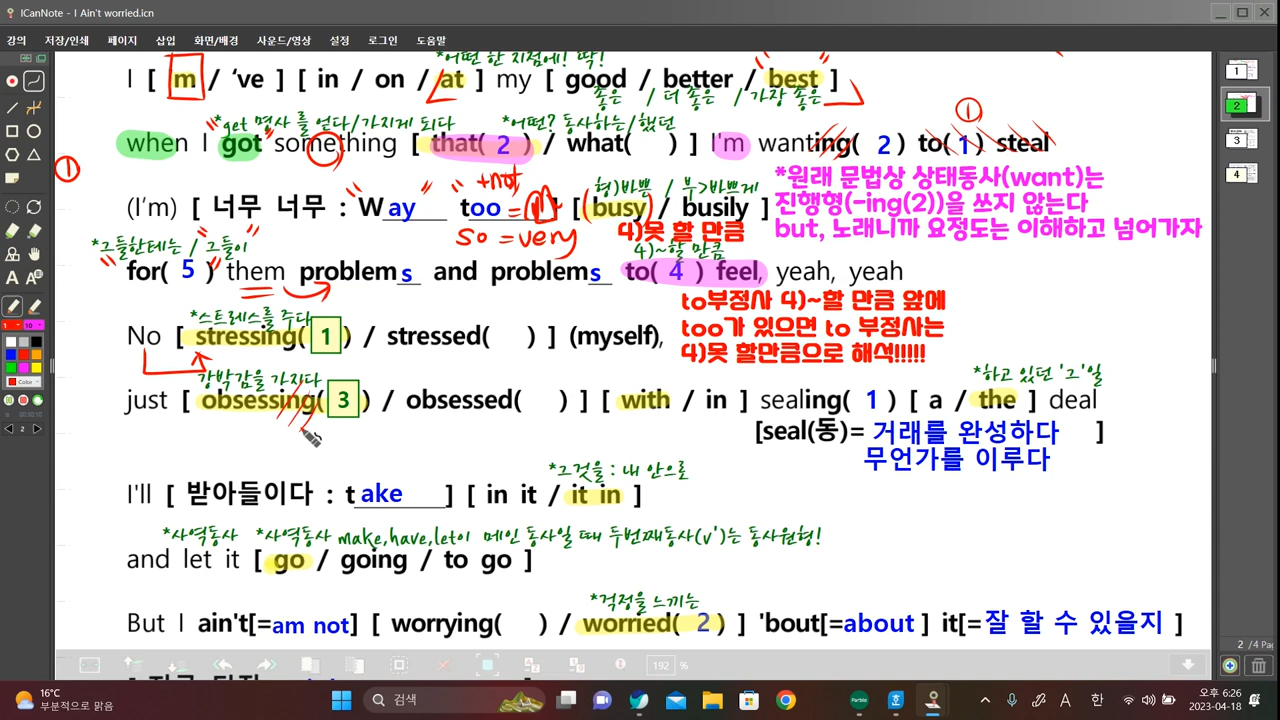 ICanNote - I Ain't worried.icn
강의 저장/인쇄 페이지 삽입 화면/배경 사운드/영상 설정 로그인 도움말
*어떤 한 지점에! 딱!
I [ m / ‘ve ] [ in / on / at ] my [ good / better / best ]
좋은 / 더 좋은 / 가장 좋은
"get 명사"를 얻다/가지게 되다 *어떤? 동사하는/했던 ①
when I got something [ that( 2 ) / what( ) ] I'm wanting( 2 ) to( 1 ) steal
①
+not
형)바쁜 / 부>바쁘게
*원래 문법상 상태동사(want)는
(I’m) [ 너무 너무 : Way too = ] [ busy / busily ]
진행형(-ing(2))을 쓰지 않는다
so = very
4)못 할 만큼
but, 노래니까 요정도는 이해하고 넘어가자
*그들한테는 / 그들이
4)~할 만큼
for( 5 ) them problems and problems to( 4 ) feel, yeah, yeah
to부정사 4)~할 만큼 앞에
*스트레스를 주다
too가 있으면 to 부정사는
No [ stressing( 1 ) / stressed( ) ] (myself),
4)못 할만큼으로 해석!!!!!
강박감을 가지다
*하고 있던 '그'일
just [ obsessing( 3 ) / obsessed( ) ] [ with / in ] sealing( 1 ) [ a / the ] deal
[seal(동)= 거래를 완성하다 ]
무언가를 이루다
*그것을 : 내 안으로
I'll [ 받아들이다 : take ] [ in it / it in ]
*사역동사 *사역동사 make,have,let이 메인 동사일 때 두번째동사(v')는 동사원형!
and let it [ go / going / to go ]
*걱정을 느끼는
But I ain't[=am not] [ worrying( ) / worried( 2 ) ] 'bout[=about ] it[=잘 할 수 있을지 ]
1
2
3
4
Color
Color
2
192 %
2 / 4 Pag
16°C
부분적으로 맑음
검색
A 한
오후 6:26
2023-04-18